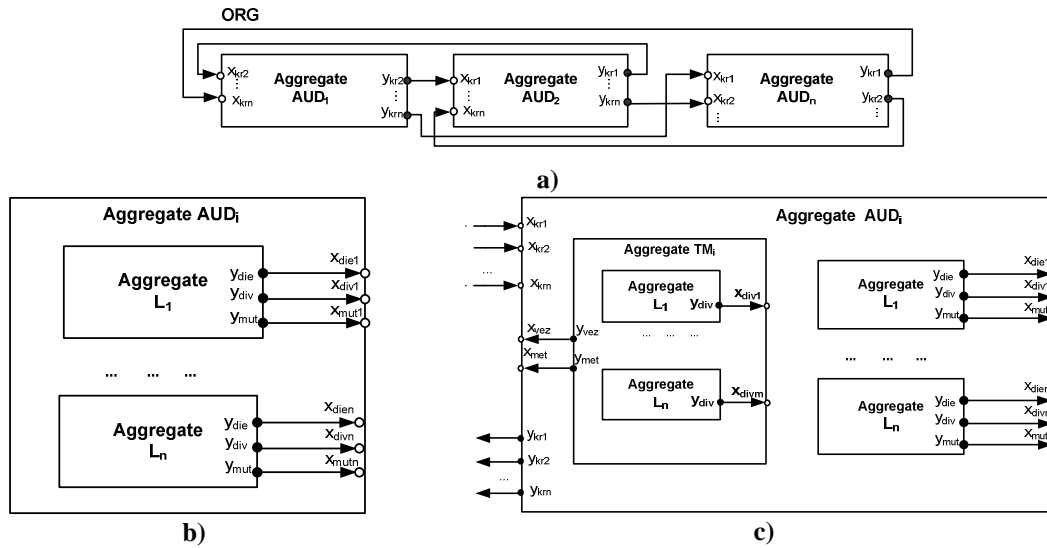 ORG
Aggregate AUD1
xkr2
⋮
xkrn
ykr2
⋮
ykrn
Aggregate AUD2
xkr1
⋮
xkrn
ykr1
⋮
ykrn
Aggregate AUDn
xkr1
xkr2
⋮
ykr1
ykr2
⋮
a)
Aggregate AUDi
Aggregate L1
ydie
ydiv
ymut
xdie1
xdiv1
xmut1
... ... ...
Aggregate Ln
ydie
ydiv
ymut
xdien
xdivn
xmutn
b)
Aggregate AUDi
xkr1
xkr2
...
xkrn
xvez
xmet
ykr1
ykr2
...
ykrn
Aggregate TMi
yvez
ymet
Aggregate L1
ydiv
xdiv1
... ... ...
Aggregate Ln
ydiv
xdivm
Aggregate L1
ydie
ydiv
ymut
xdie1
xdiv1
... ... ...
Aggregate Ln
ydie
ydiv
ymut
c)